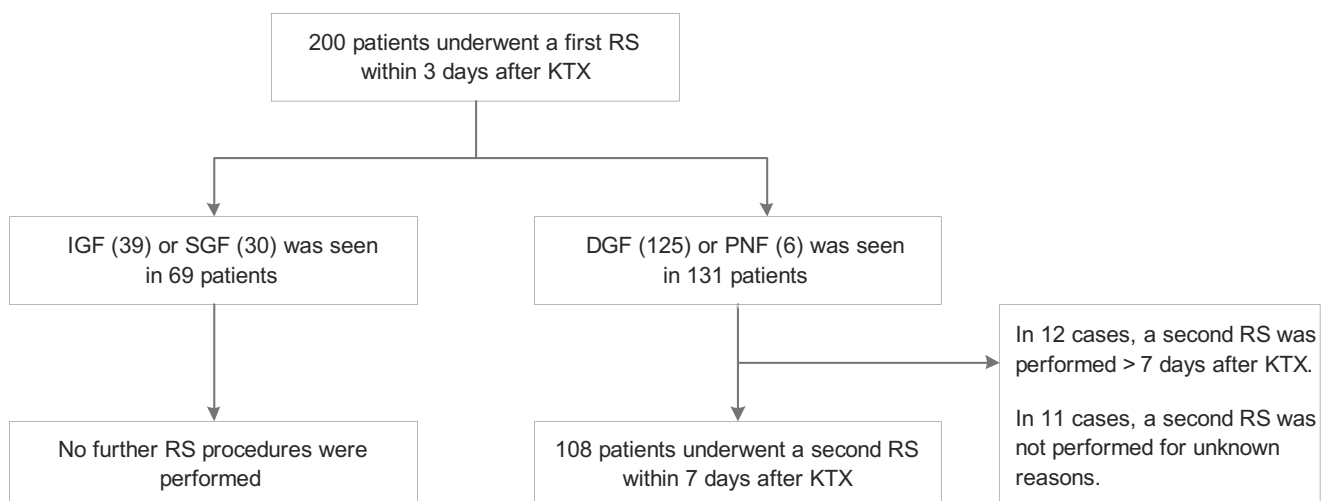 200 patients underwent a first RS
within 3 days after KTX
IGF (39) or SGF (30) was seen
in 69 patients
DGF (125) or PNF (6) was seen
in 131 patients
In 12 cases, a second RS was
performed > 7 days after KTX.
In 11 cases, a second RS was
not performed for unknown
reasons.
No further RS procedures were
performed
108 patients underwent a second RS
within 7 days after KTX